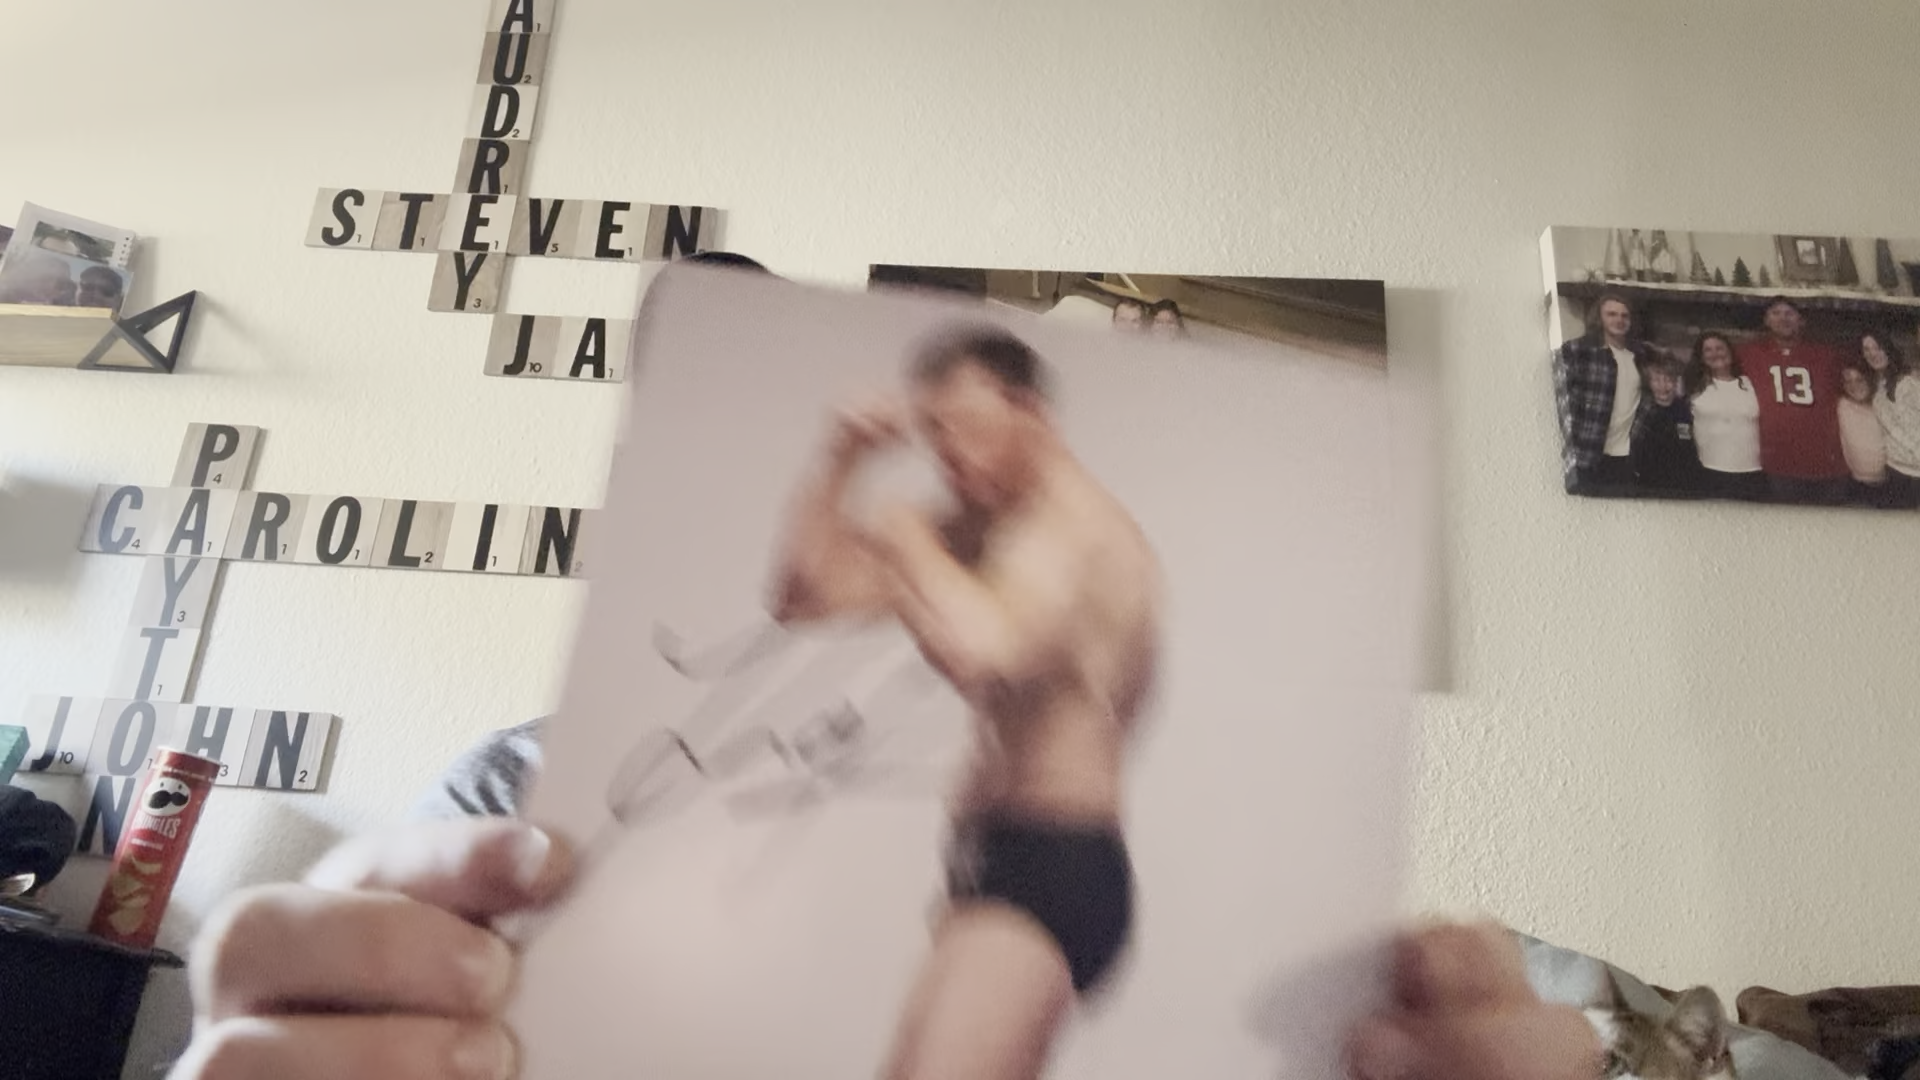 AUDREY
STEVEN
JA
PAYTON
CAROLIN
JOHN
PRINGLES
13